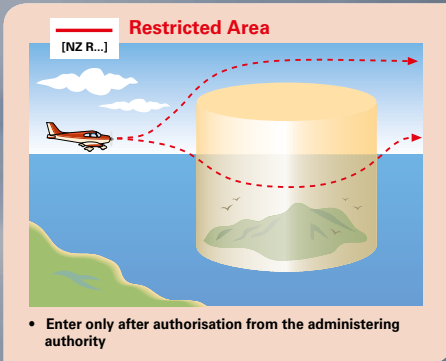 Restricted Area
[NZ R...]
• Enter only after authorisation from the administering
authority